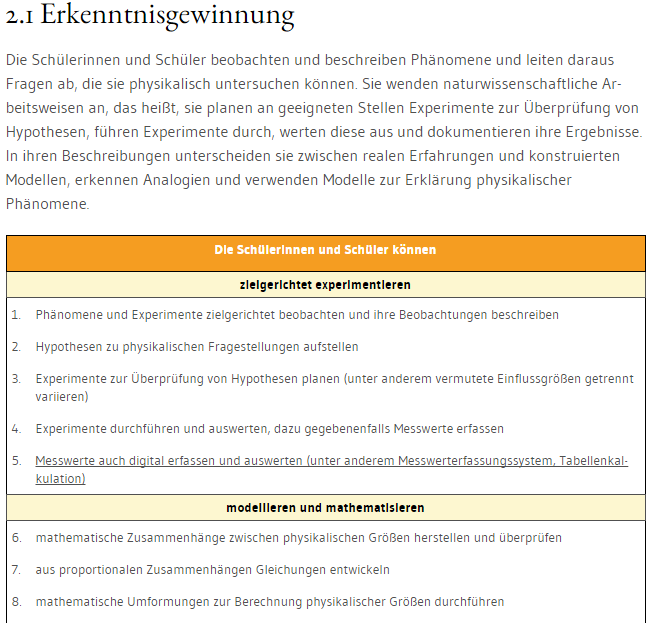 2.1 Erkenntnisgewinnung
Die Schülerinnen und Schüler beobachten und beschreiben Phänomene und leiten daraus
Fragen ab, die sie physikalisch untersuchen können. Sie wenden naturwissenschaftliche Ar-
beitsweisen an, das heißt, sie planen an geeigneten Stellen Experimente zur Überprüfung von
Hypothesen, führen Experimente durch, werten diese aus und dokumentieren ihre Ergebnisse.
In ihren Beschreibungen unterscheiden sie zwischen realen Erfahrungen und konstruierten
Modellen, erkennen Analogien und verwenden Modelle zur Erklärung physikalischer
Phänomene.
Die Schülerinnen und Schüler können
zielgerichtet experimentieren
1. Phänomene und Experimente zielgerichtet beobachten und ihre Beobachtungen beschreiben
2. Hypothesen zu physikalischen Fragestellungen aufstellen
3. Experimente zur Überprüfung von Hypothesen planen (unter anderem vermutete Einflussgrößen getrennt
variieren)
4. Experimente durchführen und auswerten, dazu gegebenenfalls Messwerte erfassen
5. Messwerte auch digital erfassen und auswerten (unter anderem Messwerterfassungssystem, Tabellenkal-
kulation)
modellieren und mathematisieren
6. mathematische Zusammenhänge zwischen physikalischen Größen herstellen und überprüfen
7. aus proportionalen Zusammenhängen Gleichungen entwickeln
8. mathematische Umformungen zur Berechnung physikalischer Größen durchführen